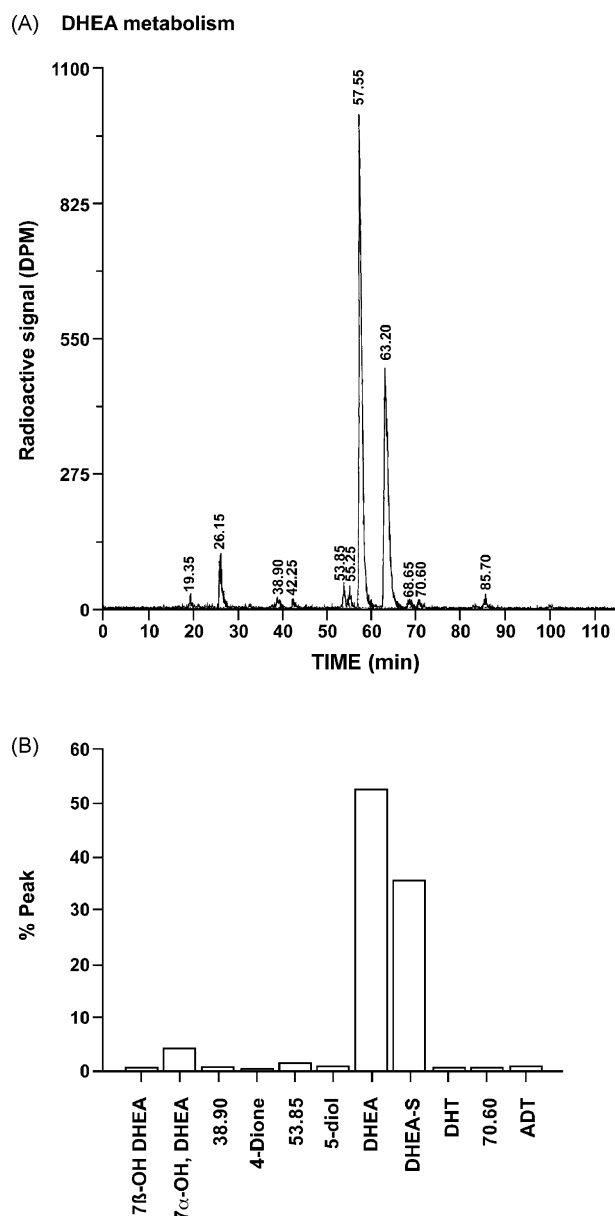 (A) DHEA metabolism
1100
825
550
275
0
Radioactive signal (DPM)
19.35
26.15
38.90
42.25
53.85
55.25
57.55
63.20
68.65
70.60
85.70
0 10 20 30 40 50 60 70 80 90 100 110
TIME (min)
(B)
60
50
40
30
20
10
0
% Peak
7ß-OH DHEA
7α-OH, DHEA
38.90
4-Dione
53.85
5-diol
DHEA
DHEA-S
DHT
70.60
ADT